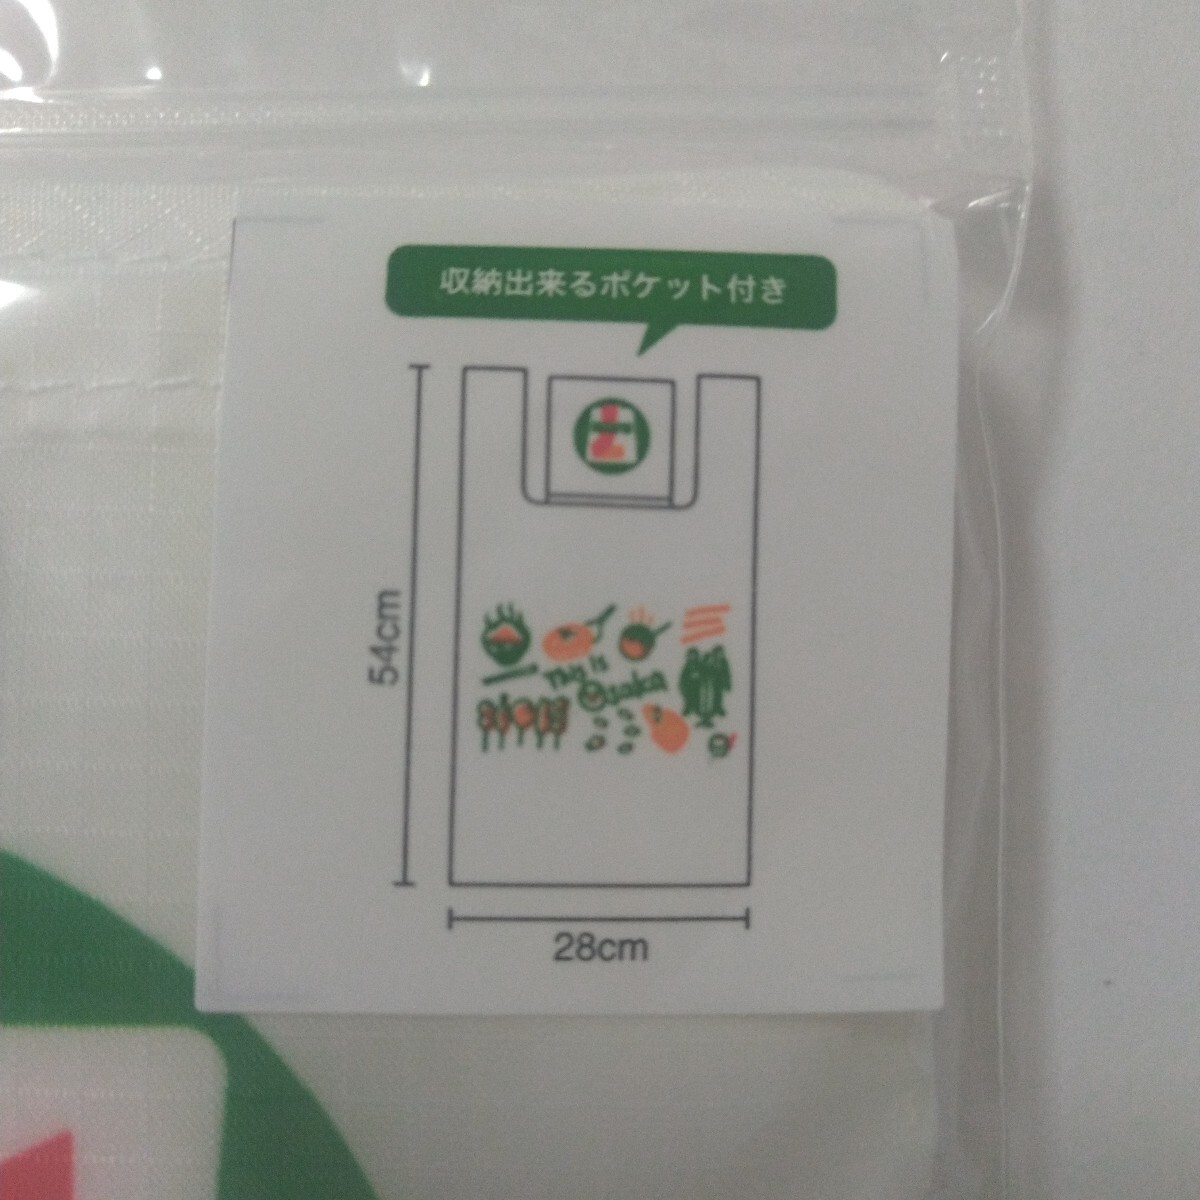 収納出来るポケット付き
54cm
This is
Osaka
28cm